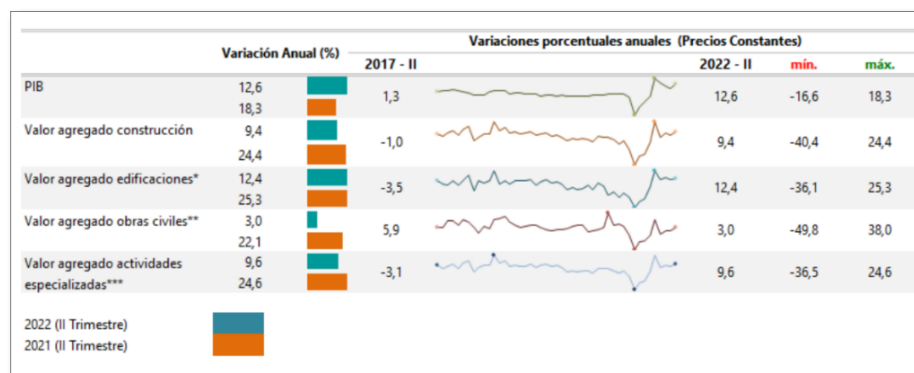 Variaciones porcentuales anuales (Precios Constantes)
Variación Anual (%)
2017 - II 2022 - II mín. máx.
PIB 12,6
18,3 1,3 12,6 -16,6 18,3
Valor agregado construcción 9,4
24,4 -1,0 9,4 -40,4 24,4
Valor agregado edificaciones* 12,4
25,3 -3,5 12,4 -36,1 25,3
Valor agregado obras civiles** 3,0
22,1 5,9 3,0 -49,8 38,0
Valor agregado actividades 9,6
especializadas*** 24,6 -3,1 9,6 -36,5 24,6
2022 (II Trimestre)
2021 (II Trimestre)